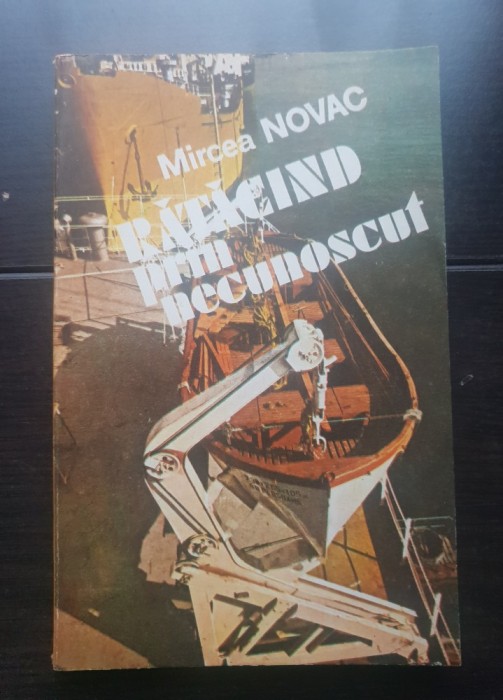 Mircea NOVAC
RĂTĂCIND
prin
necunoscut